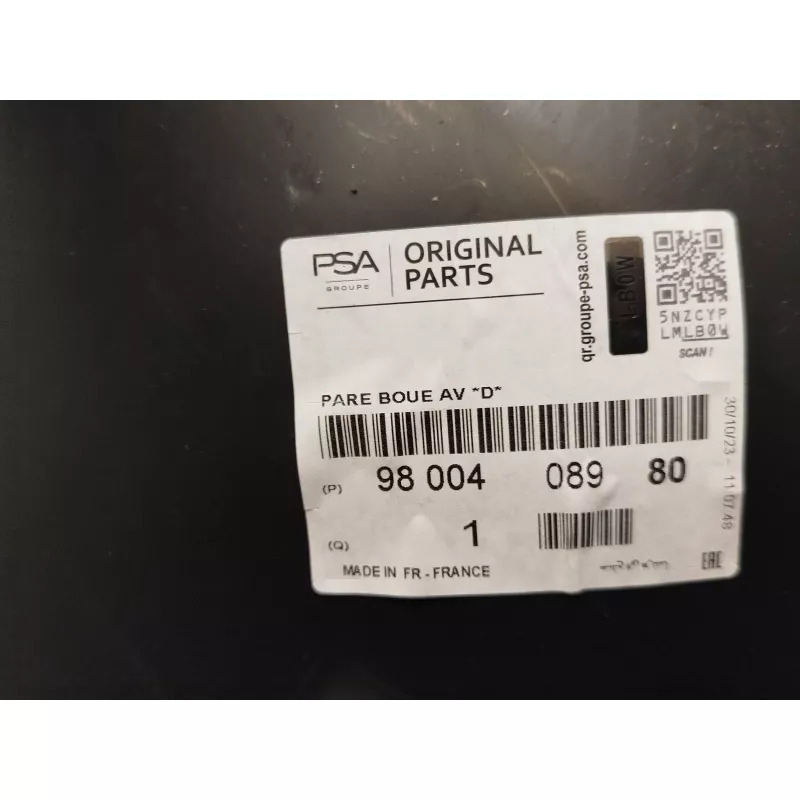 PSA
GROUPE
ORIGINAL
PARTS
qr.groupe-psa.com
LB0W
5NZCYP
LMLB0W
SCAN!
PARE BOUE AV *D*
(P) 98 004 089 80
(Q) 1
MADE IN FR - FRANCE
30/10/23 - 11:07:48
EAC